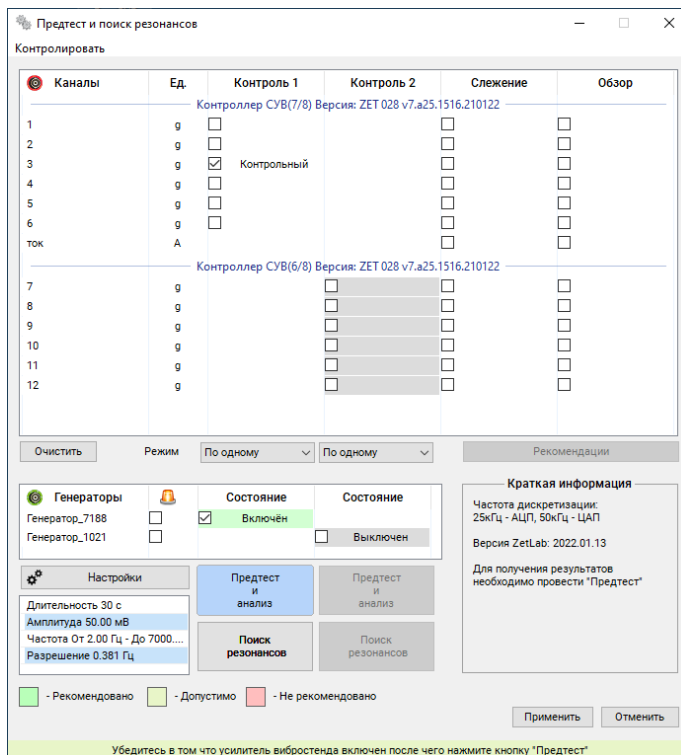 Предтест и поиск резонансов
Контролировать
Каналы Ед. Контроль 1 Контроль 2 Слежение Обзор
Контроллер СУВ(7/8) Версия: ZET 028 v7.a25.1516.210122
1 g
2 g
3 g Контрольный
4 g
5 g
6 g
ток А
Контроллер СУВ(6/8) Версия: ZET 028 v7.a25.1516.210122
7 g
8 g
9 g
10 g
11 g
12 g
Очистить Режим По одному По одному Рекомендации
Генераторы Состояние Состояние
Генератор_7188 Включён
Генератор_1021 Выключен
Краткая информация
Частота дискретизации:
25кГц - АЦП, 50кГц - ЦАП
Версия ZetLab: 2022.01.13
Для получения результатов
необходимо провести "Предтест"
Настройки
Длительность 30 с
Амплитуда 50.00 мВ
Частота От 2.00 Гц - До 7000....
Разрешение 0.381 Гц
Предтест
и
анализ
Предтест
и
анализ
Поиск
резонансов
Поиск
резонансов
- Рекомендовано - Допустимо - Не рекомендовано
Применить Отменить
Убедитесь в том что усилитель вибростенда включен после чего нажмите кнопку "Предтест"